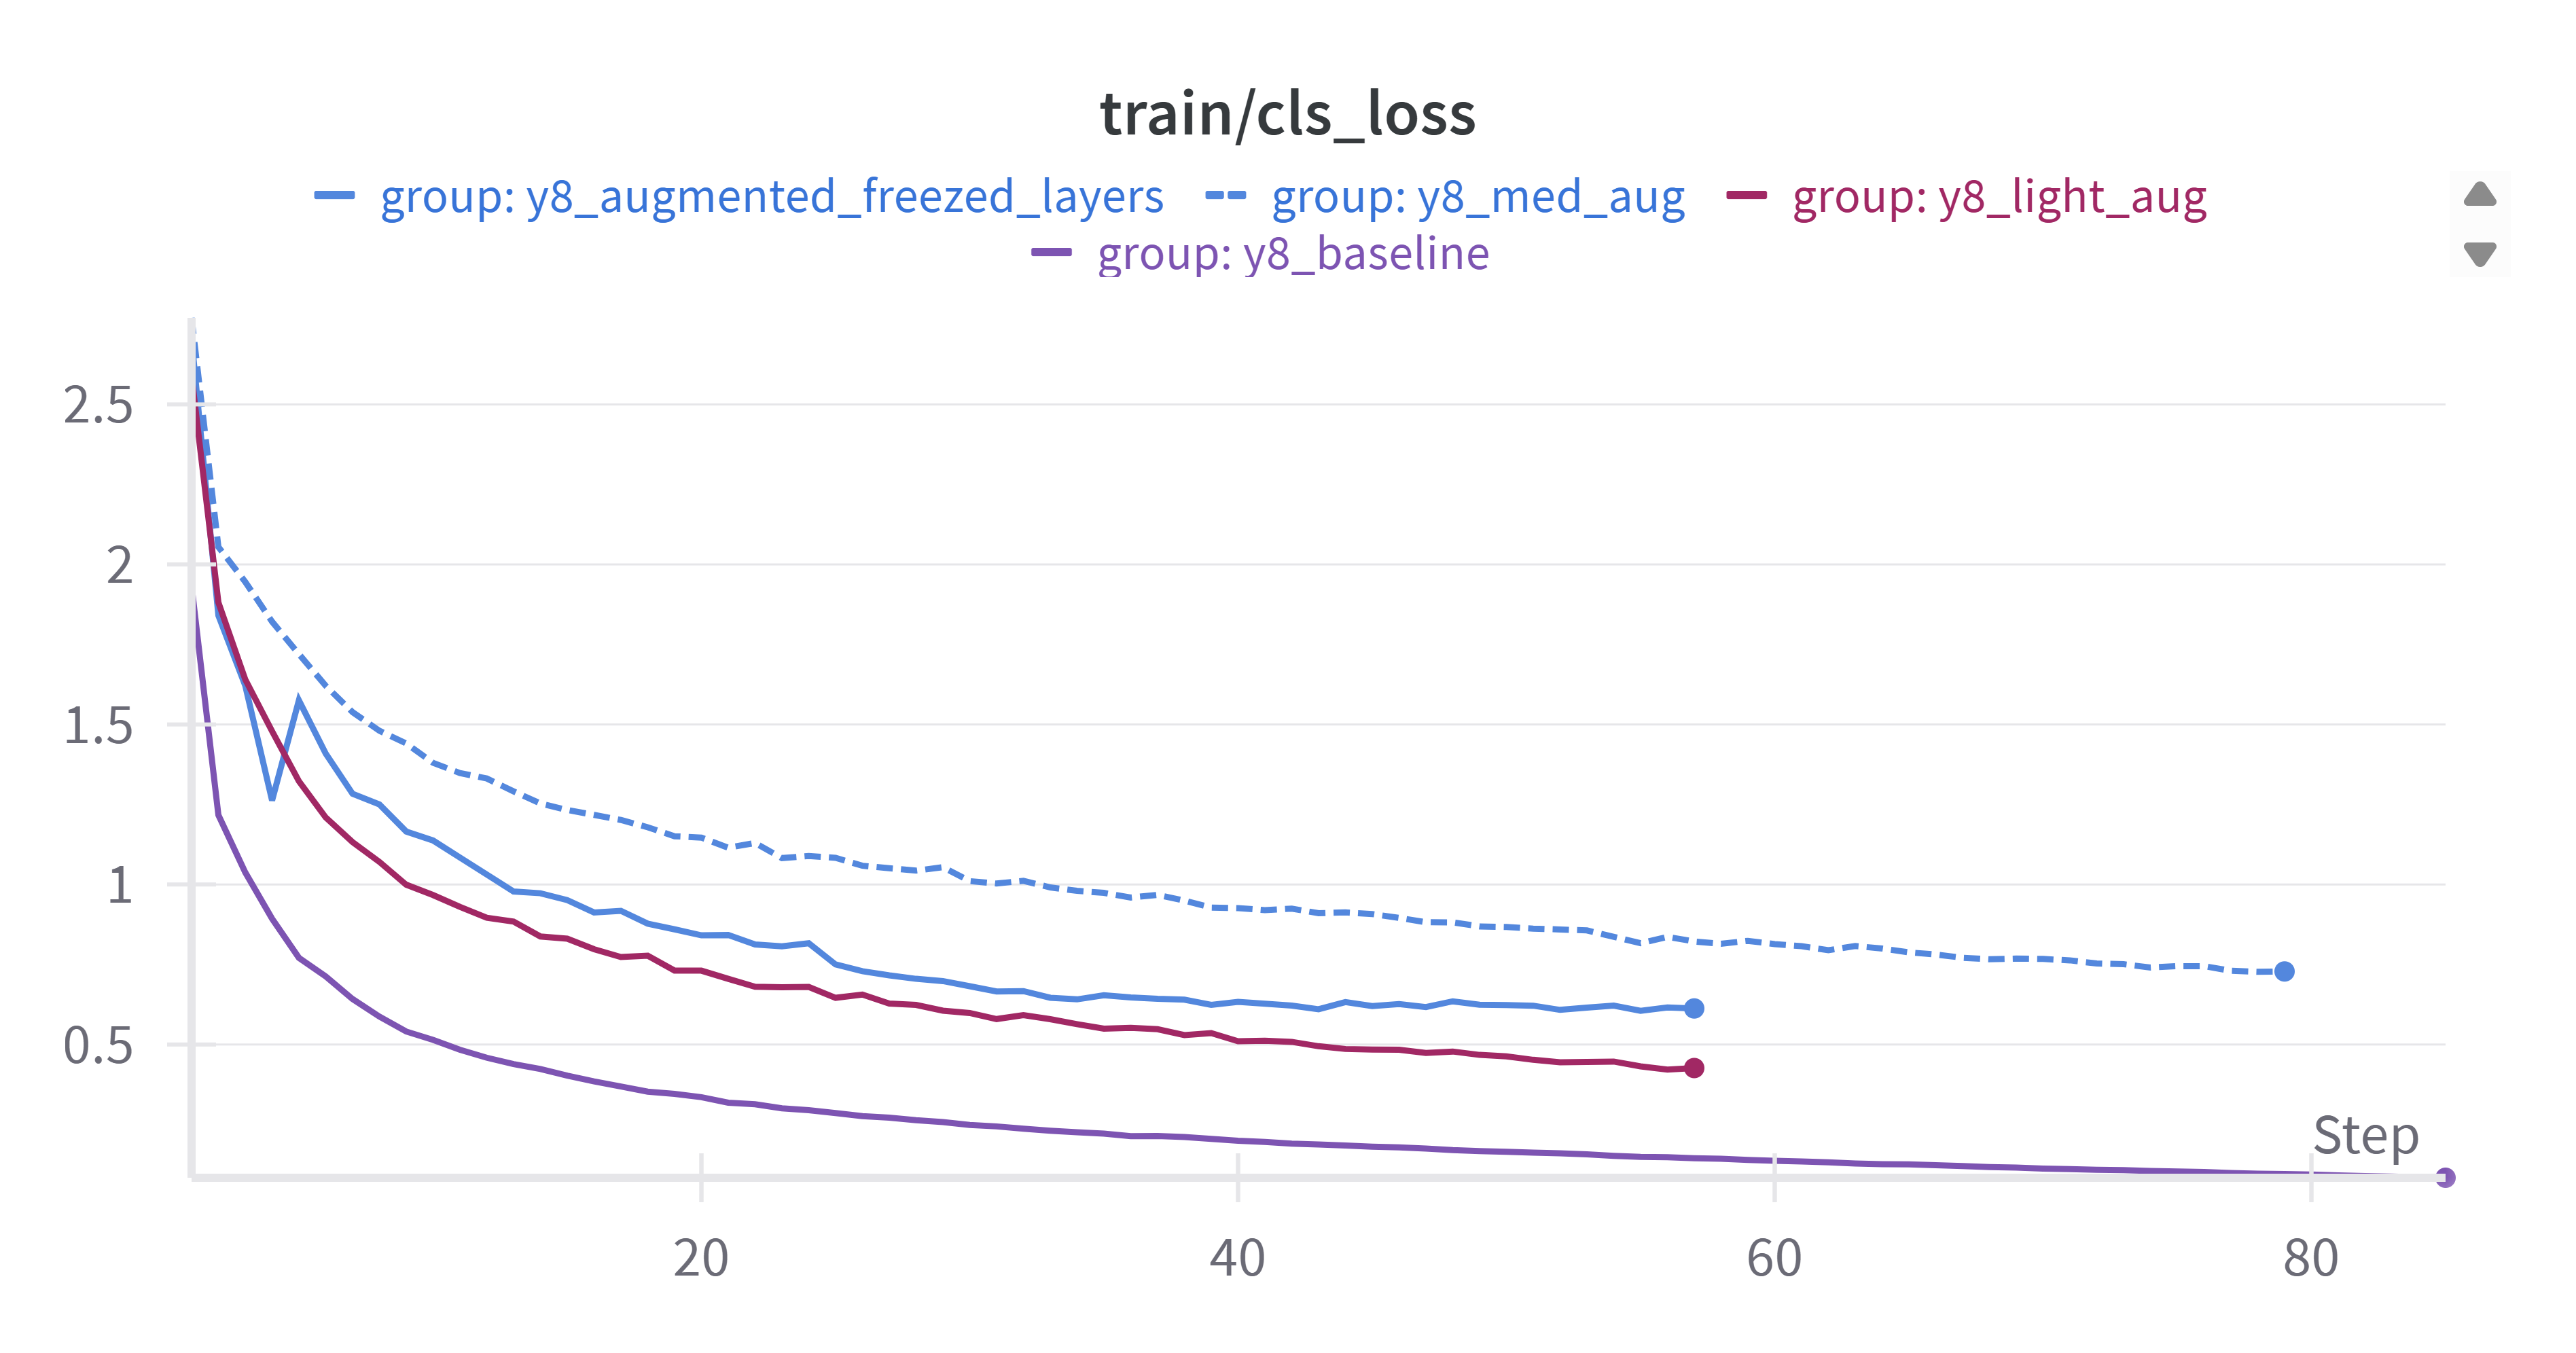 train/cls_loss
group: y8_augmented_freezed_layers group: y8_med_aug group: y8_light_aug
group: y8_baseline
2.5
2
1.5
1
0.5
Step
20 40 60 80